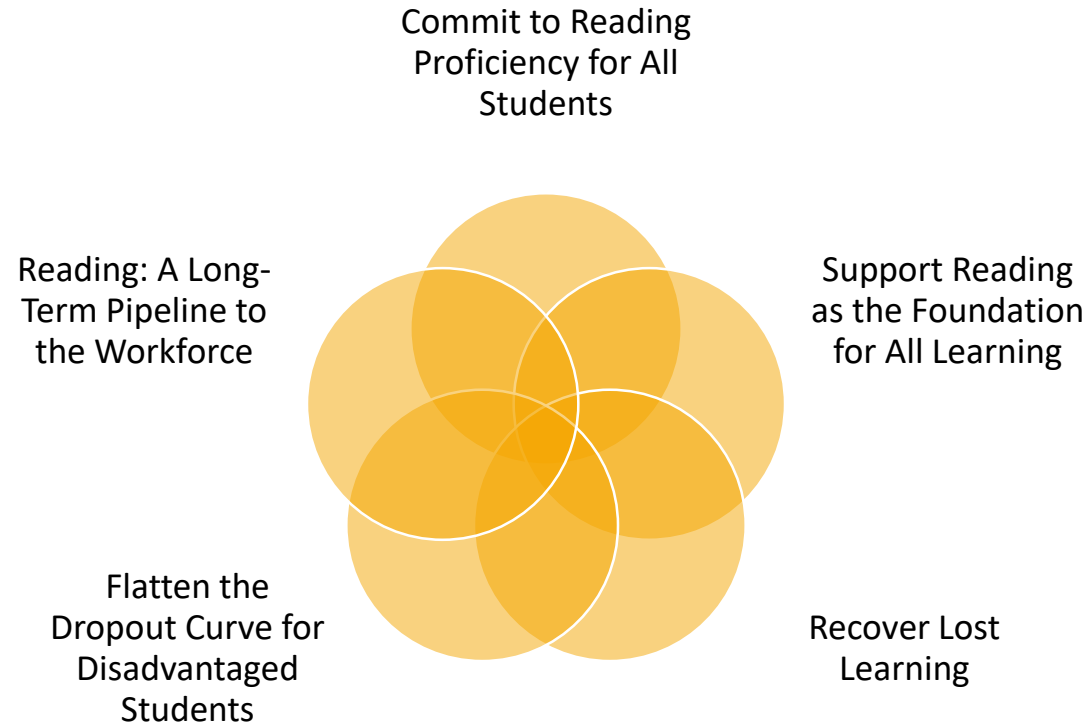 Commit to Reading
Proficiency for All
Students
Reading: A Long-
Term Pipeline to
the Workforce
Support Reading
as the Foundation
for All Learning
Flatten the
Dropout Curve for
Disadvantaged
Students
Recover Lost
Learning